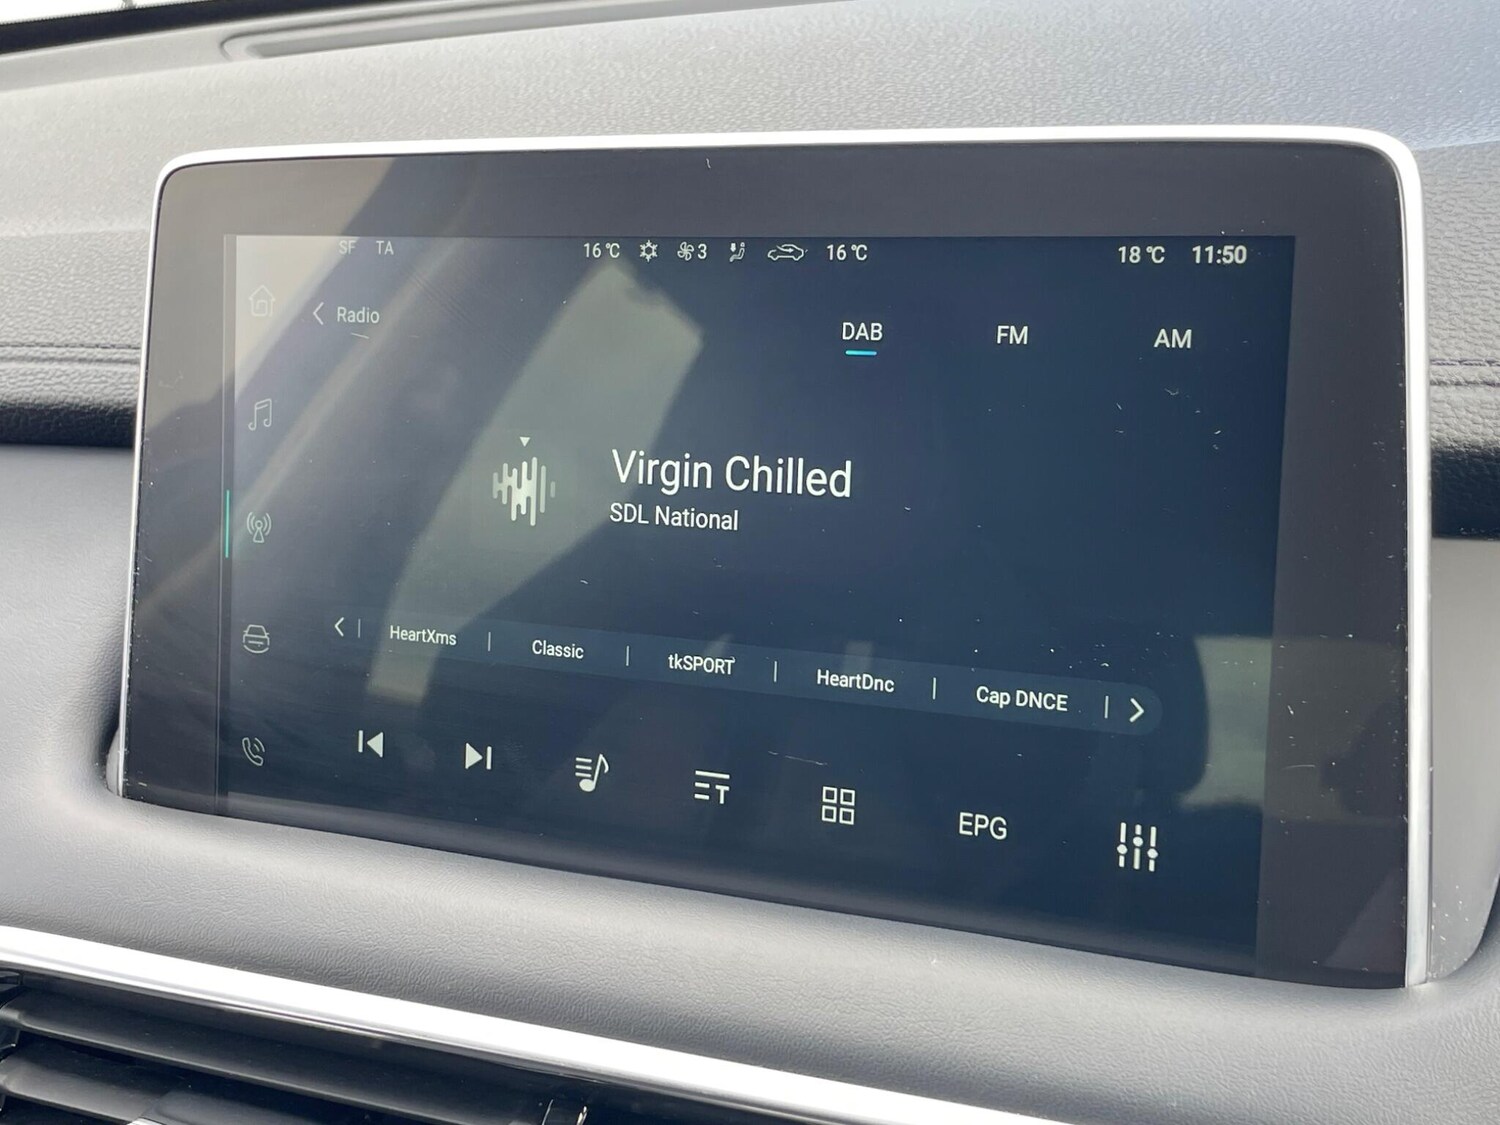 SF TA 16°C 3 16°C 18°C 11:50
Radio DAB FM AM
Virgin Chilled
SDL National
HeartXms | Classic | tkSPORT | HeartDnc | Cap DNCE
EPG